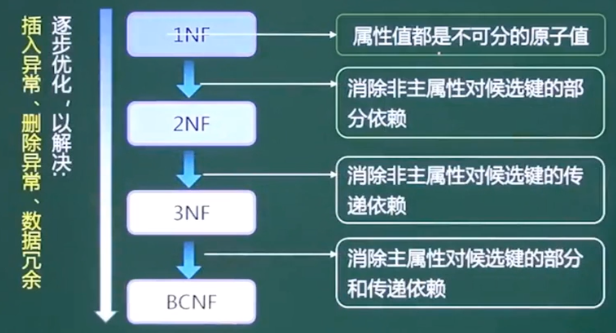 逐步优化，以解决:
插入异常、删除异常、数据冗余
1NF
属性值都是不可分的原子值
消除非主属性对候选键的部
分依赖
2NF
消除非主属性对候选键的传
递依赖
3NF
消除主属性对候选键的部分
和传递依赖
BCNF